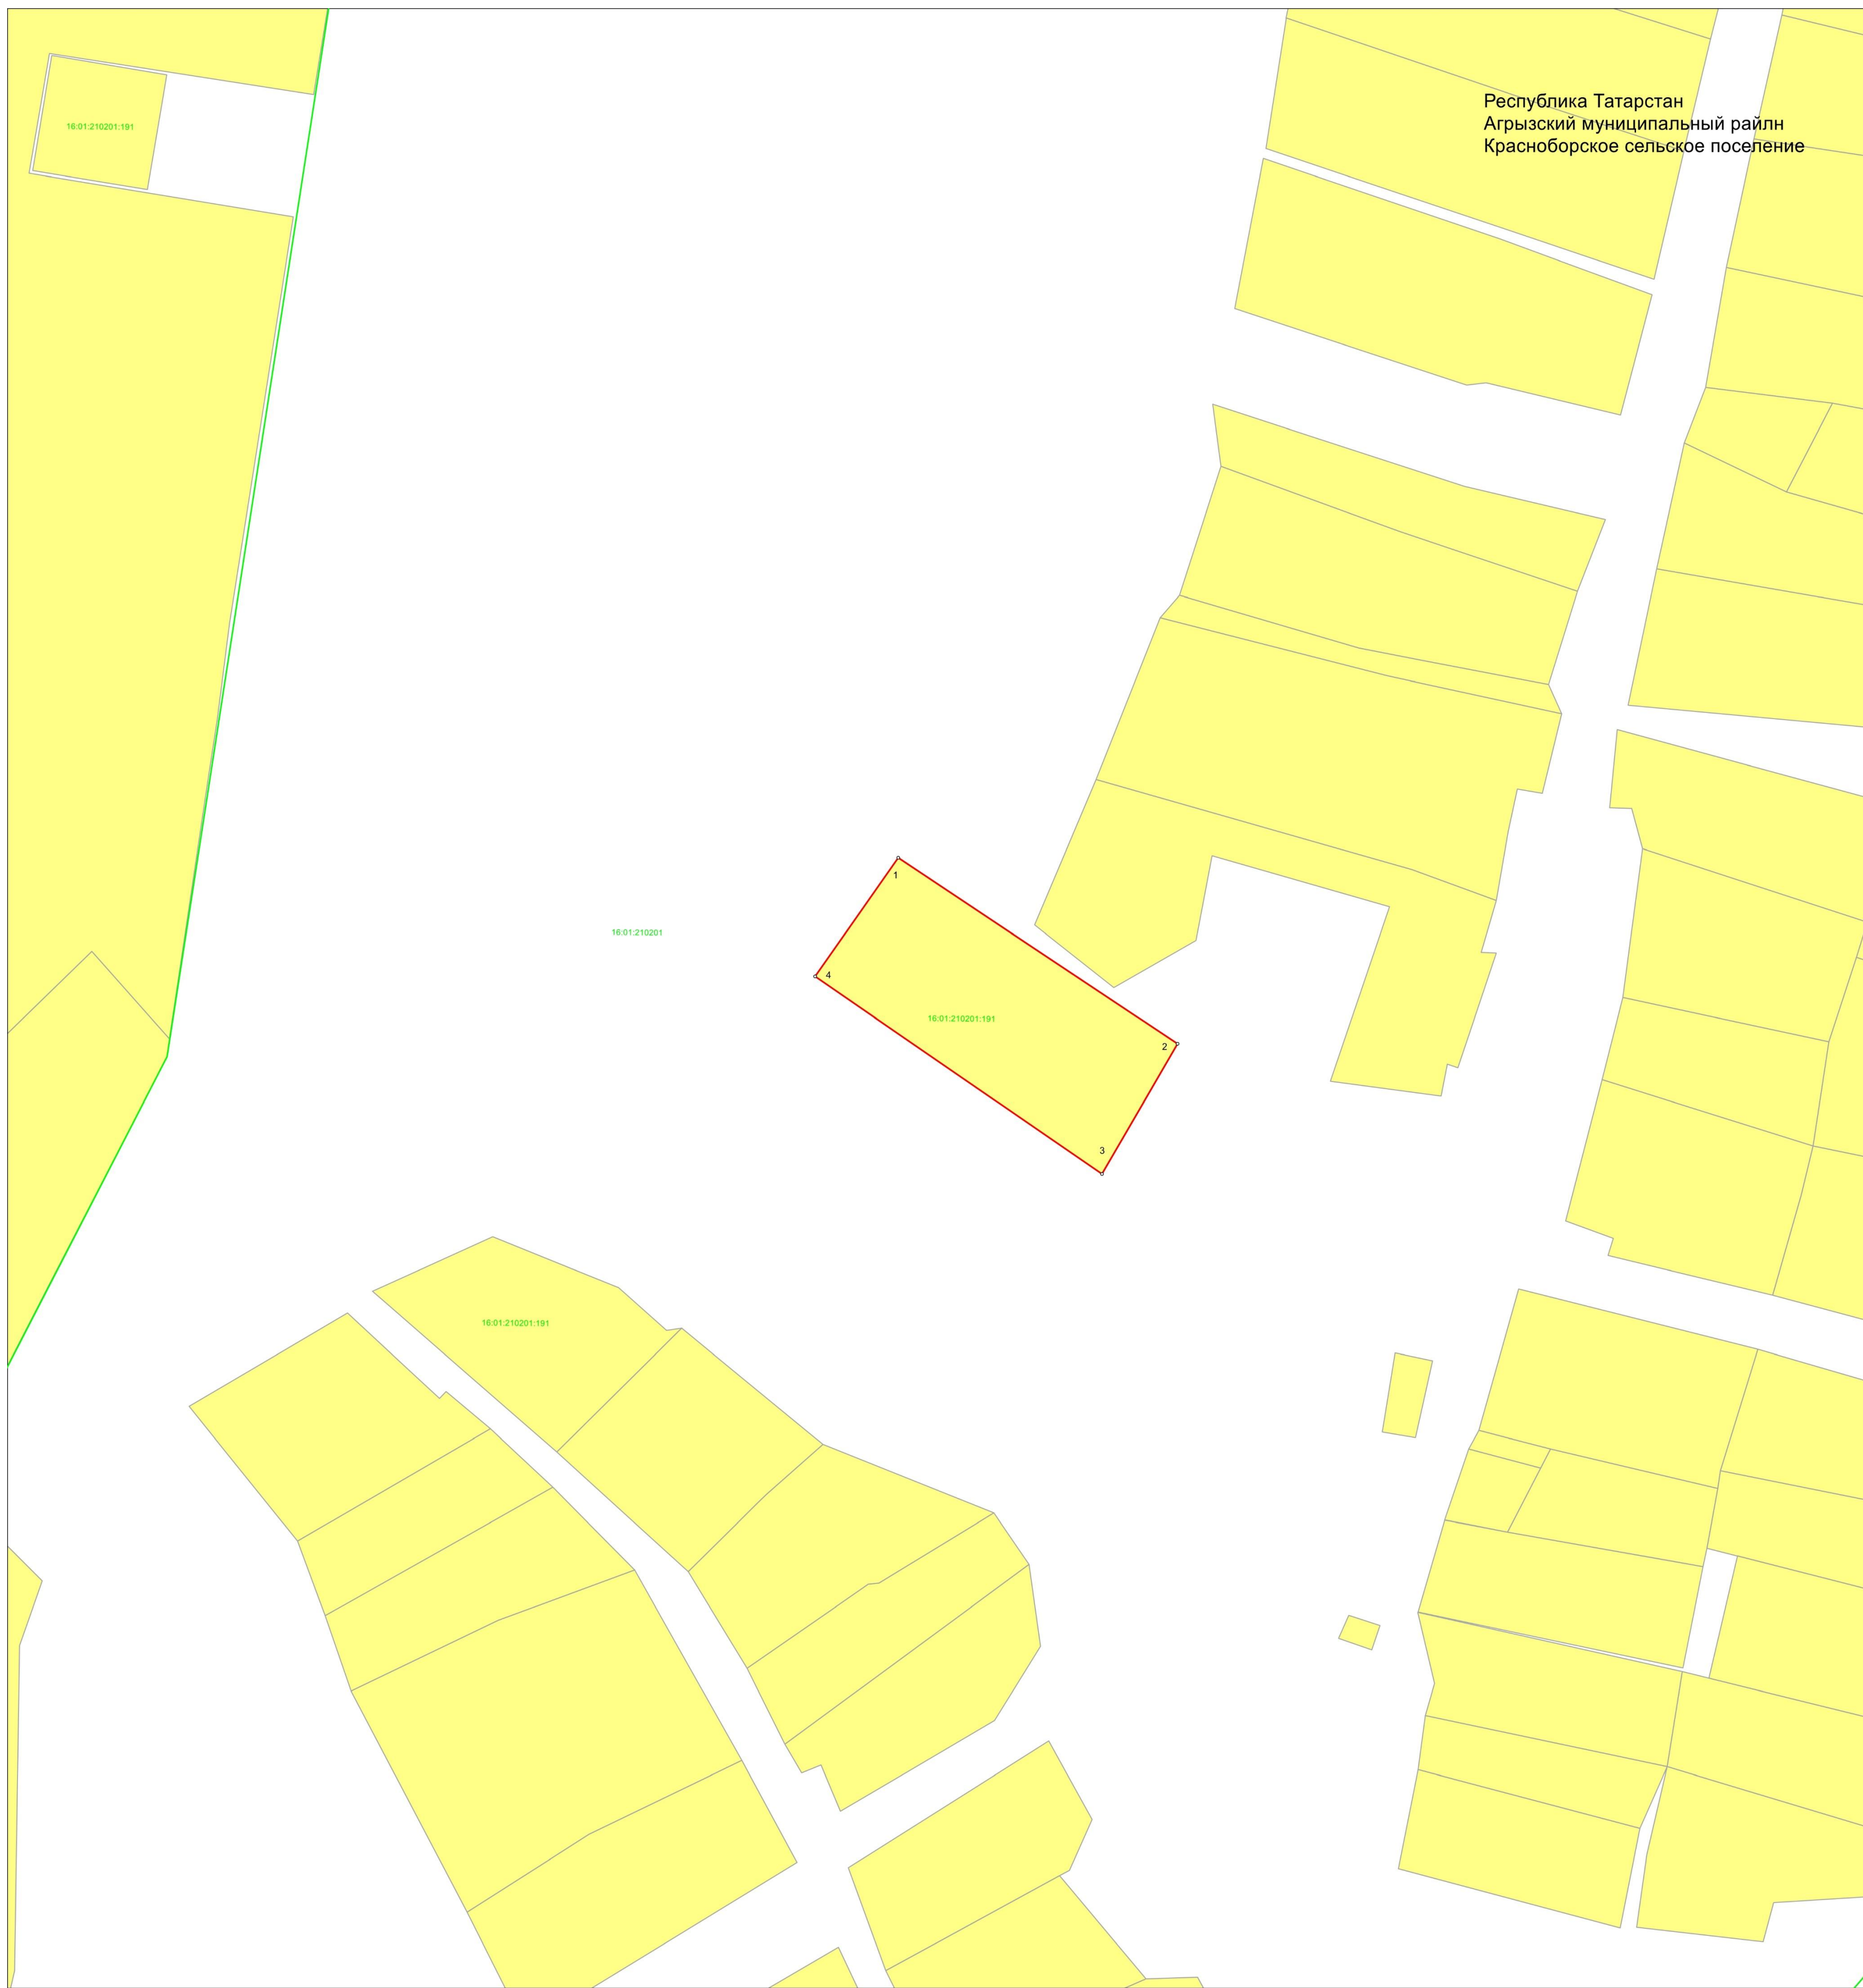 Республика Татарстан
Агрызский муниципальный райлн
Красноборское сельское поселение
16:01:210201:191
1
16:01:210201
4
16:01:210201:191
2
3
16:01:210201:191